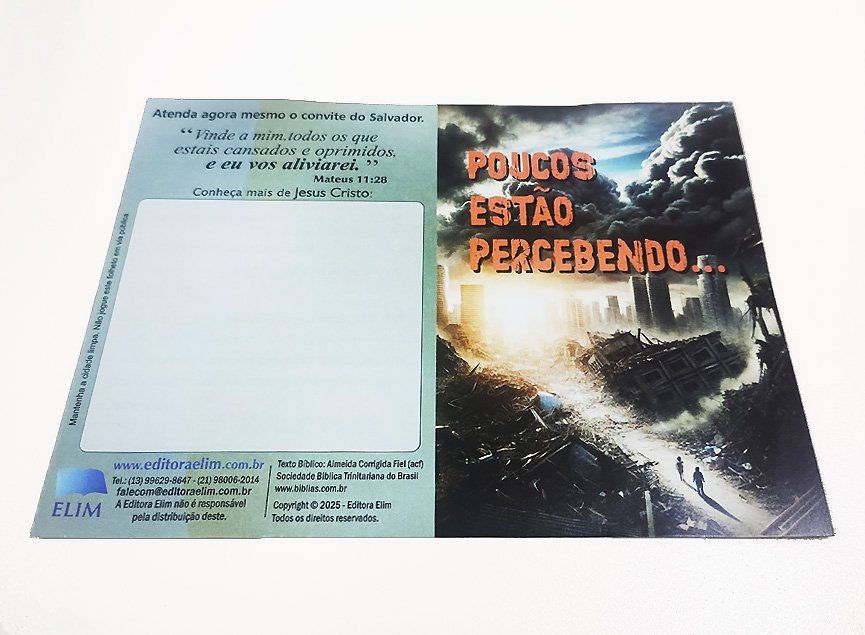 Atenda agora mesmo o convite do Salvador.
“Vinde a mim, todos os que
estais cansados e oprimidos,
e eu vos aliviarei.”
Mateus 11:28
Conheça mais de Jesus Cristo:
Mantenha a cidade limpa. Não jogue este folheto em via pública
ELIM
www.editoraelim.com.br
Tel.: (13) 99629-8647 - (21) 98006-2014
falecom@editoraelim.com.br
A Editora Elim não é responsável
pela distribuição deste.
Texto Bíblico: Almeida Corrigida Fiel (acf)
Sociedade Bíblica Trinitariana do Brasil
www.biblias.com.br
Copyright © 2025 - Editora Elim
Todos os direitos reservados.
POUCOS
ESTÃO
PERCEBENDO...